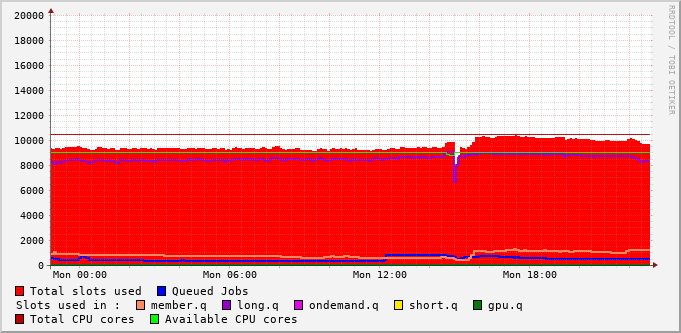 20000
18000
16000
14000
12000
10000
8000
6000
4000
2000
0
Mon 00:00 Mon 06:00 Mon 12:00 Mon 18:00
Total slots used Queued Jobs
Slots used in : member.q long.q ondemand.q short.q gpu.q
Total CPU cores Available CPU cores
RRDTOOL / TOBI OETIKER